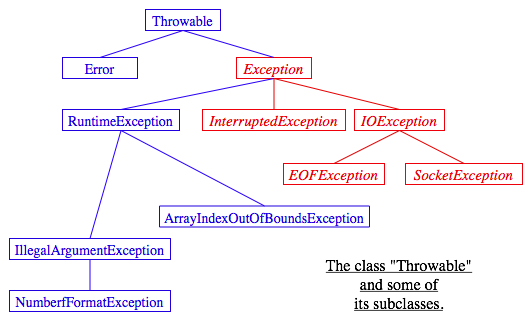 Throwable
Error
Exception
RuntimeException
InterruptedException
IOException
EOFException
SocketException
ArrayIndexOutOfBoundsException
IllegalArgumentException
NumberfFormatException
The class "Throwable"
and some of
its subclasses.